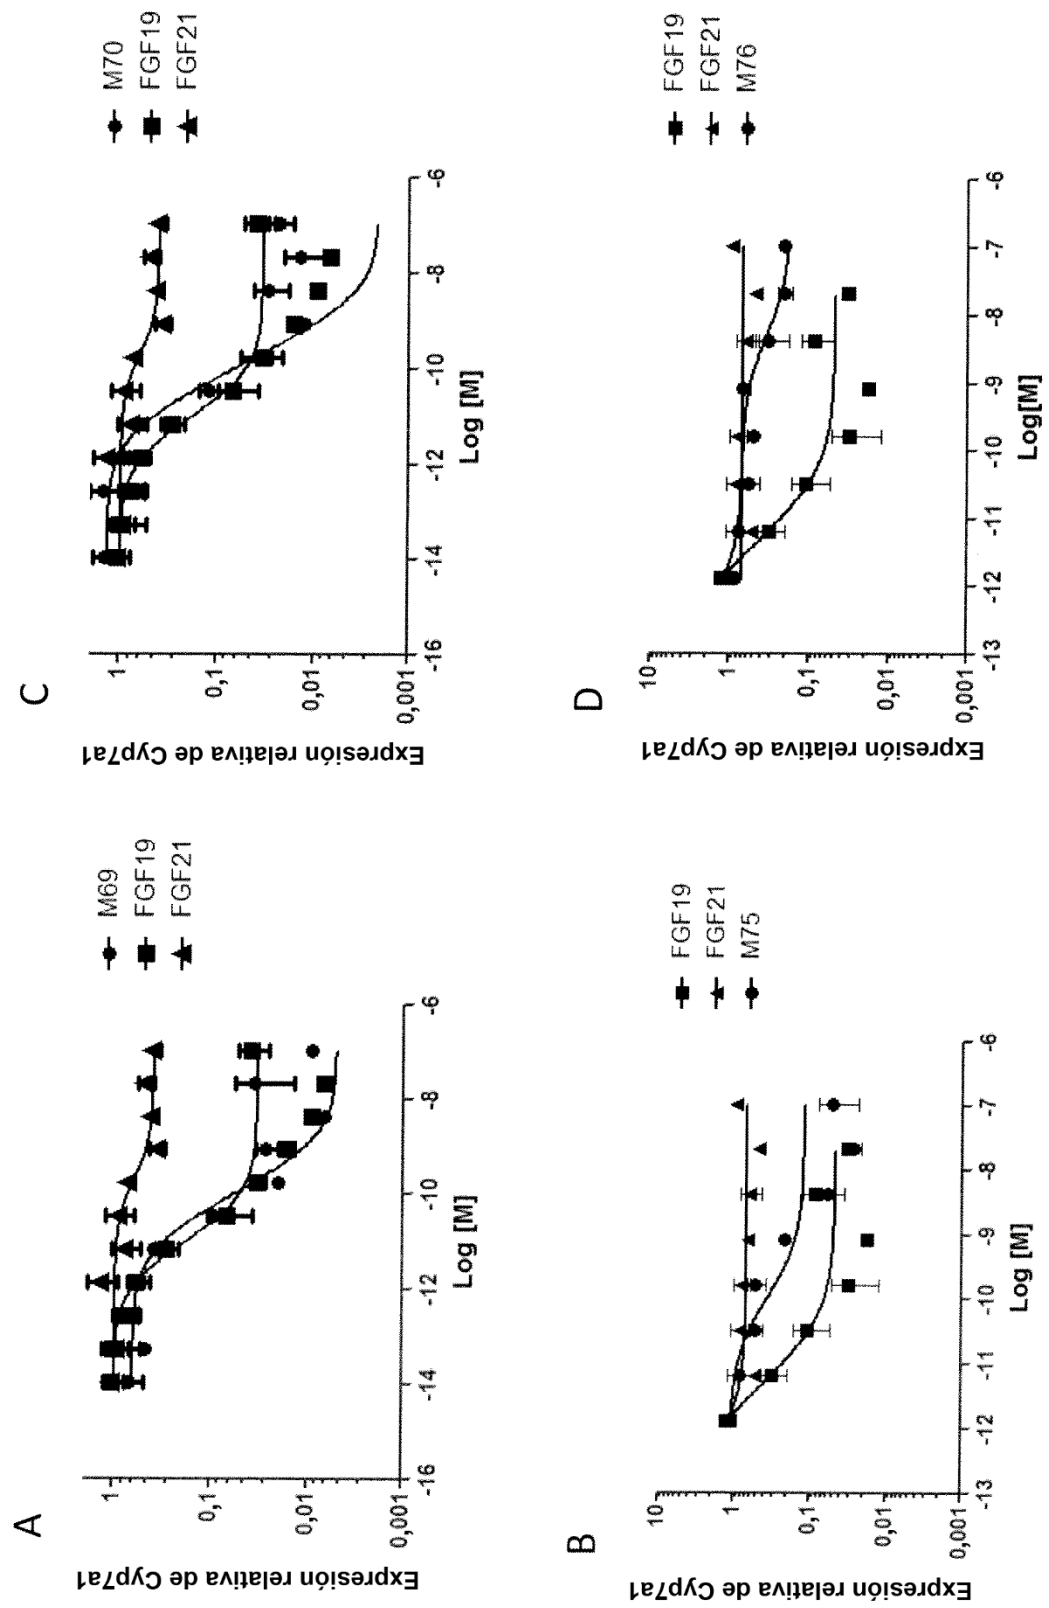 A
Expresión relativa de Cyp7a1
1
0,1
0,01
0,001
-16
-14
-12
-10
-8
-6
Log [M]
M69
FGF19
FGF21
C
Expresión relativa de Cyp7a1
1
0,1
0,01
0,001
-16
-14
-12
-10
-8
-6
Log [M]
M70
FGF19
FGF21
B
Expresión relativa de Cyp7a1
10
1
0,1
0,01
0,001
-13
-12
-11
-10
-9
-8
-7
-6
Log [M]
FGF19
FGF21
M75
D
Expresión relativa de Cyp7a1
10
1
0,1
0,01
0,001
-13
-12
-11
-10
-9
-8
-7
-6
Log[M]
FGF19
FGF21
M76